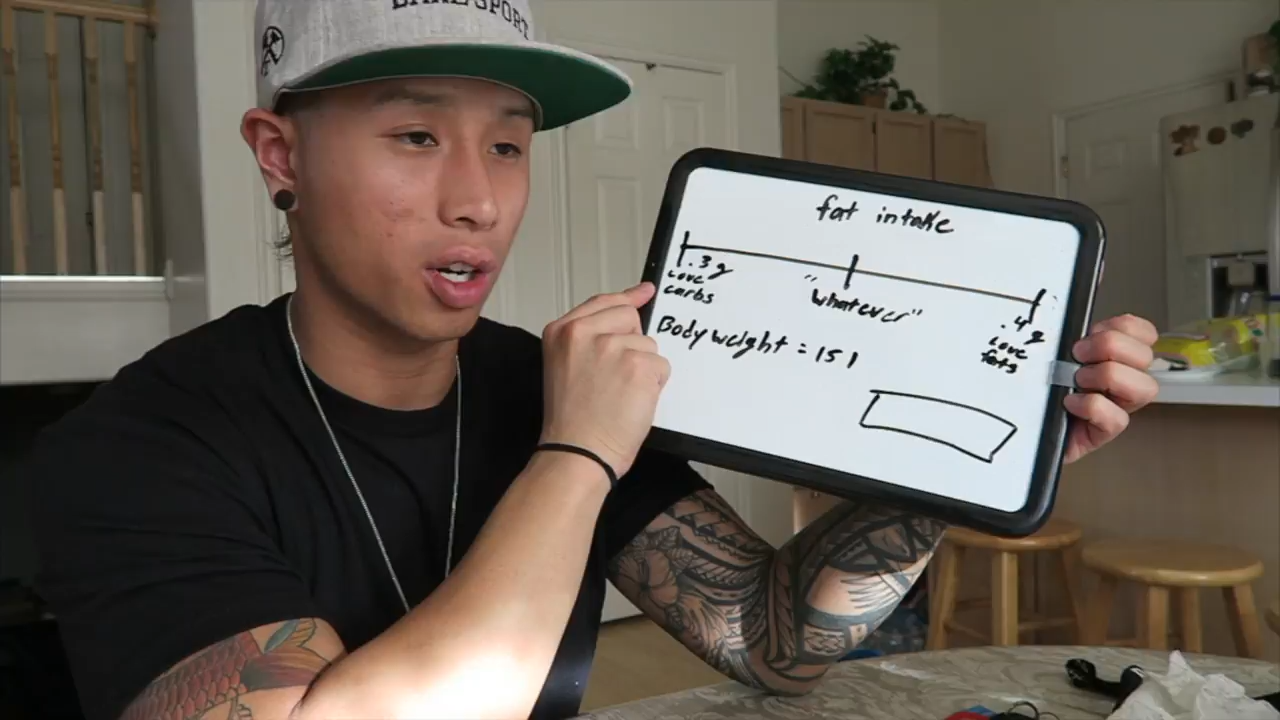 fat intake
.3g
Love
carbs
"whatever"
.4g
Love
fats
Body weight = 151